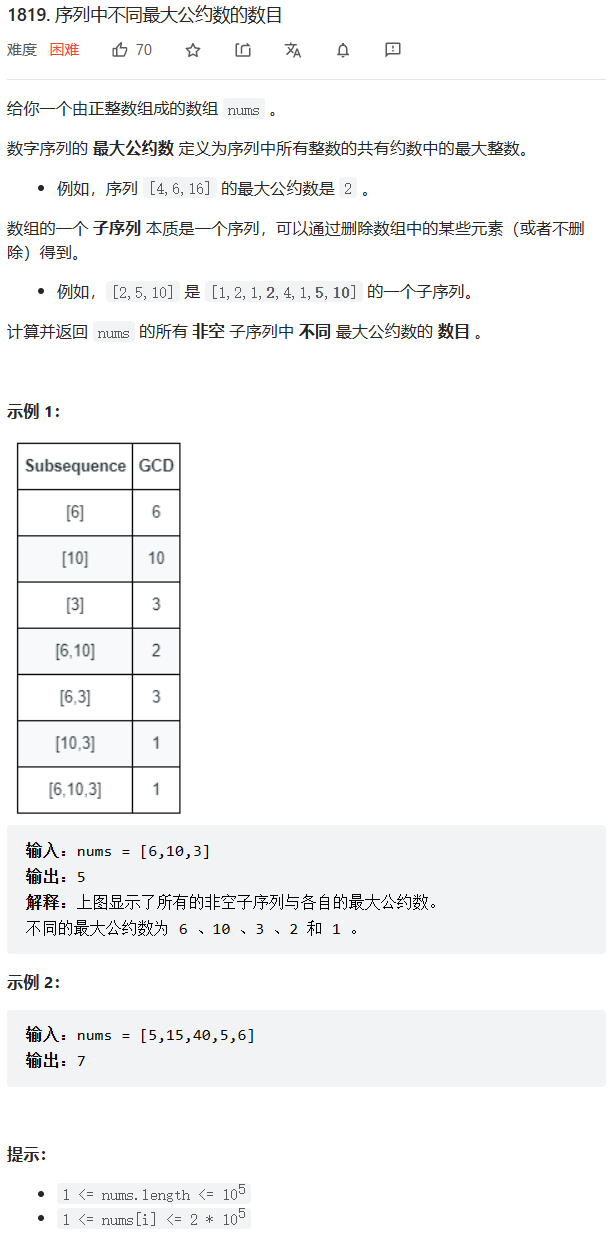 1819. 序列中不同最大公约数的数目
难度 困难 70
给你一个由正整数组成的数组 nums 。
数字序列的 最大公约数 定义为序列中所有整数的共有约数中的最大整数。
• 例如，序列 [4,6,16] 的最大公约数是 2 。
数组的一个 子序列 本质是一个序列，可以通过删除数组中的某些元素（或者不删
除）得到。
• 例如，[2,5,10] 是 [1,2,1,2,4,1,5,10] 的一个子序列。
计算并返回 nums 的所有 非空 子序列中 不同 最大公约数的 数目 。
示例 1：
Subsequence GCD
[6] 6
[10] 10
[3] 3
[6,10] 2
[6,3] 3
[10,3] 1
[6,10,3] 1
输入：nums = [6,10,3]
输出：5
解释：上图显示了所有的非空子序列与各自的最大公约数。
不同的最大公约数为 6 、10 、3 、2 和 1 。
示例 2：
输入：nums = [5,15,40,5,6]
输出：7
提示：
• 1 <= nums.length <= 10⁵
• 1 <= nums[i] <= 2 * 10⁵